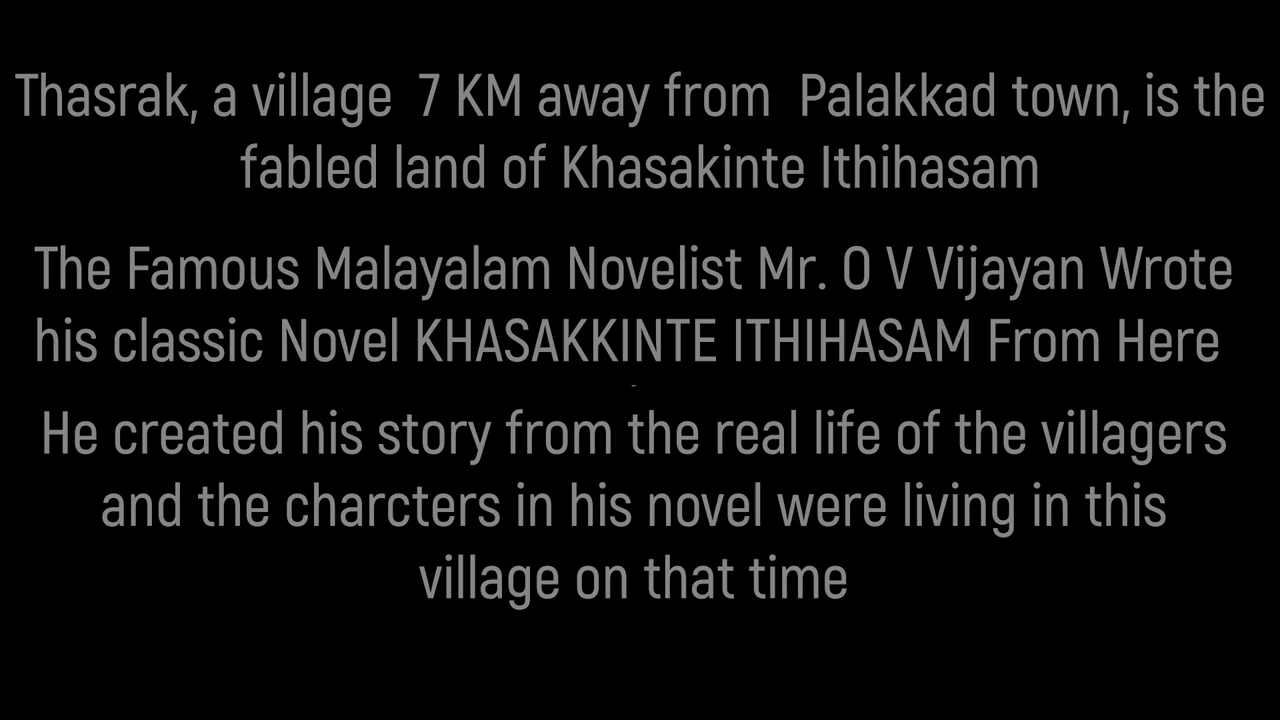 Thasrak, a village 7 KM away from Palakkad town, is the
fabled land of Khasakinte Ithihasam
The Famous Malayalam Novelist Mr. O V Vijayan Wrote
his classic Novel KHASAKKINTE ITHIHASAM From Here
-
He created his story from the real life of the villagers
and the charcters in his novel were living in this
village on that time